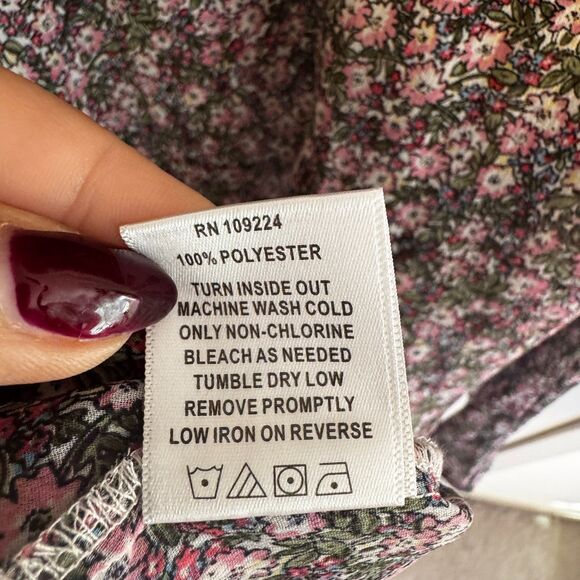 RN 109224
100% POLYESTER
TURN INSIDE OUT
MACHINE WASH COLD
ONLY NON-CHLORINE
BLEACH AS NEEDED
TUMBLE DRY LOW
REMOVE PROMPTLY
LOW IRON ON REVERSE